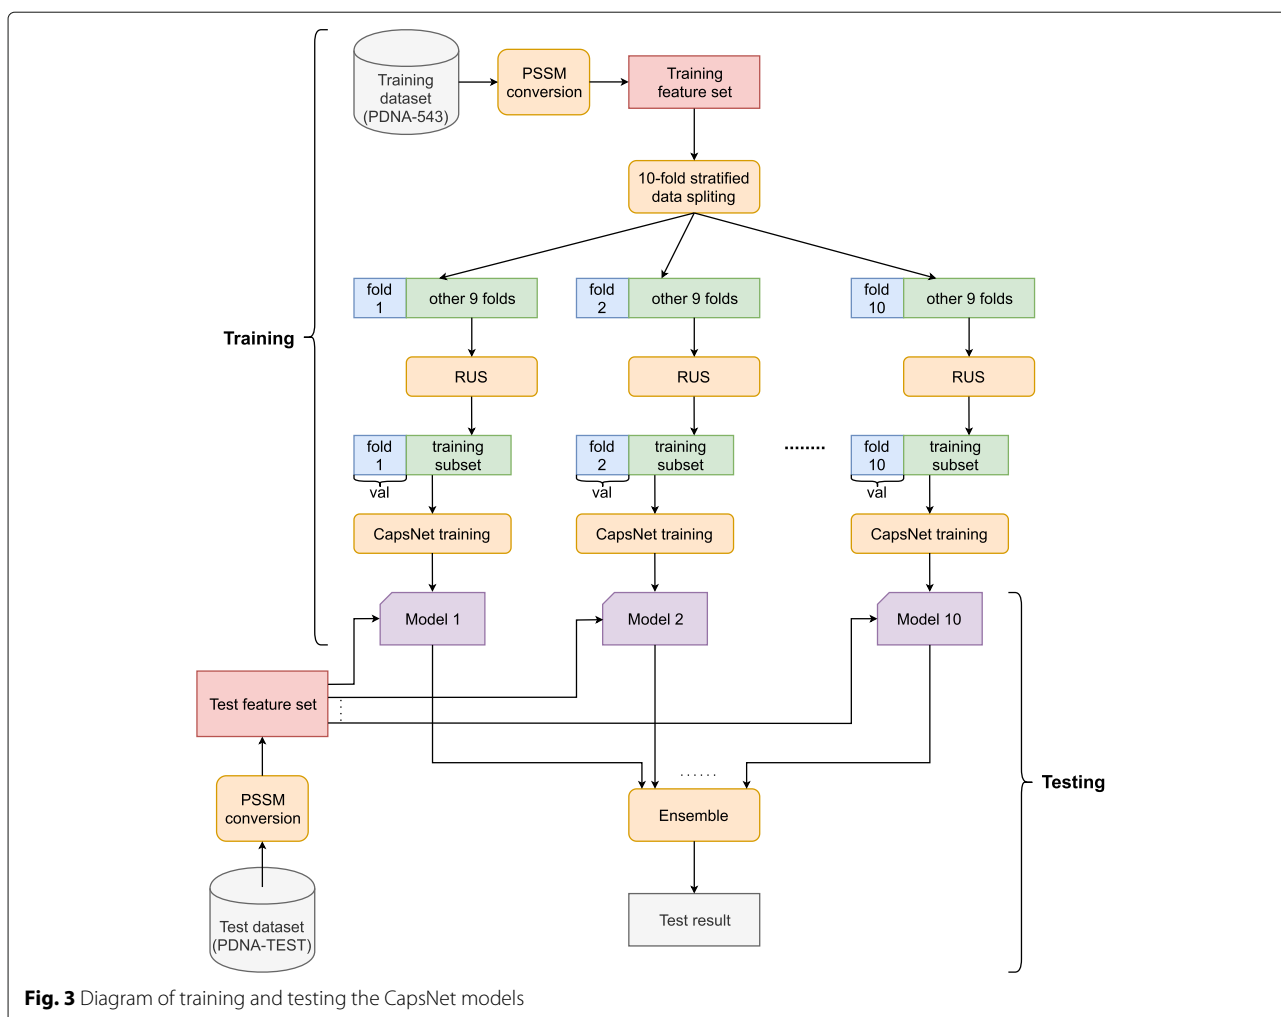 Training
dataset
(PDNA-543)
PSSM
conversion
Training
feature set
10-fold stratified
data spliting
fold
1
other 9 folds
fold
2
other 9 folds
fold
10
other 9 folds
Training
RUS
RUS
RUS
fold
1
training
subset
fold
2
training
subset
........
fold
10
training
subset
val
val
val
CapsNet training
CapsNet training
CapsNet training
Model 1
Model 2
Model 10
Test feature set
......
PSSM
conversion
Ensemble
Testing
Test dataset
(PDNA-TEST)
Test result
Fig. 3 Diagram of training and testing the CapsNet models